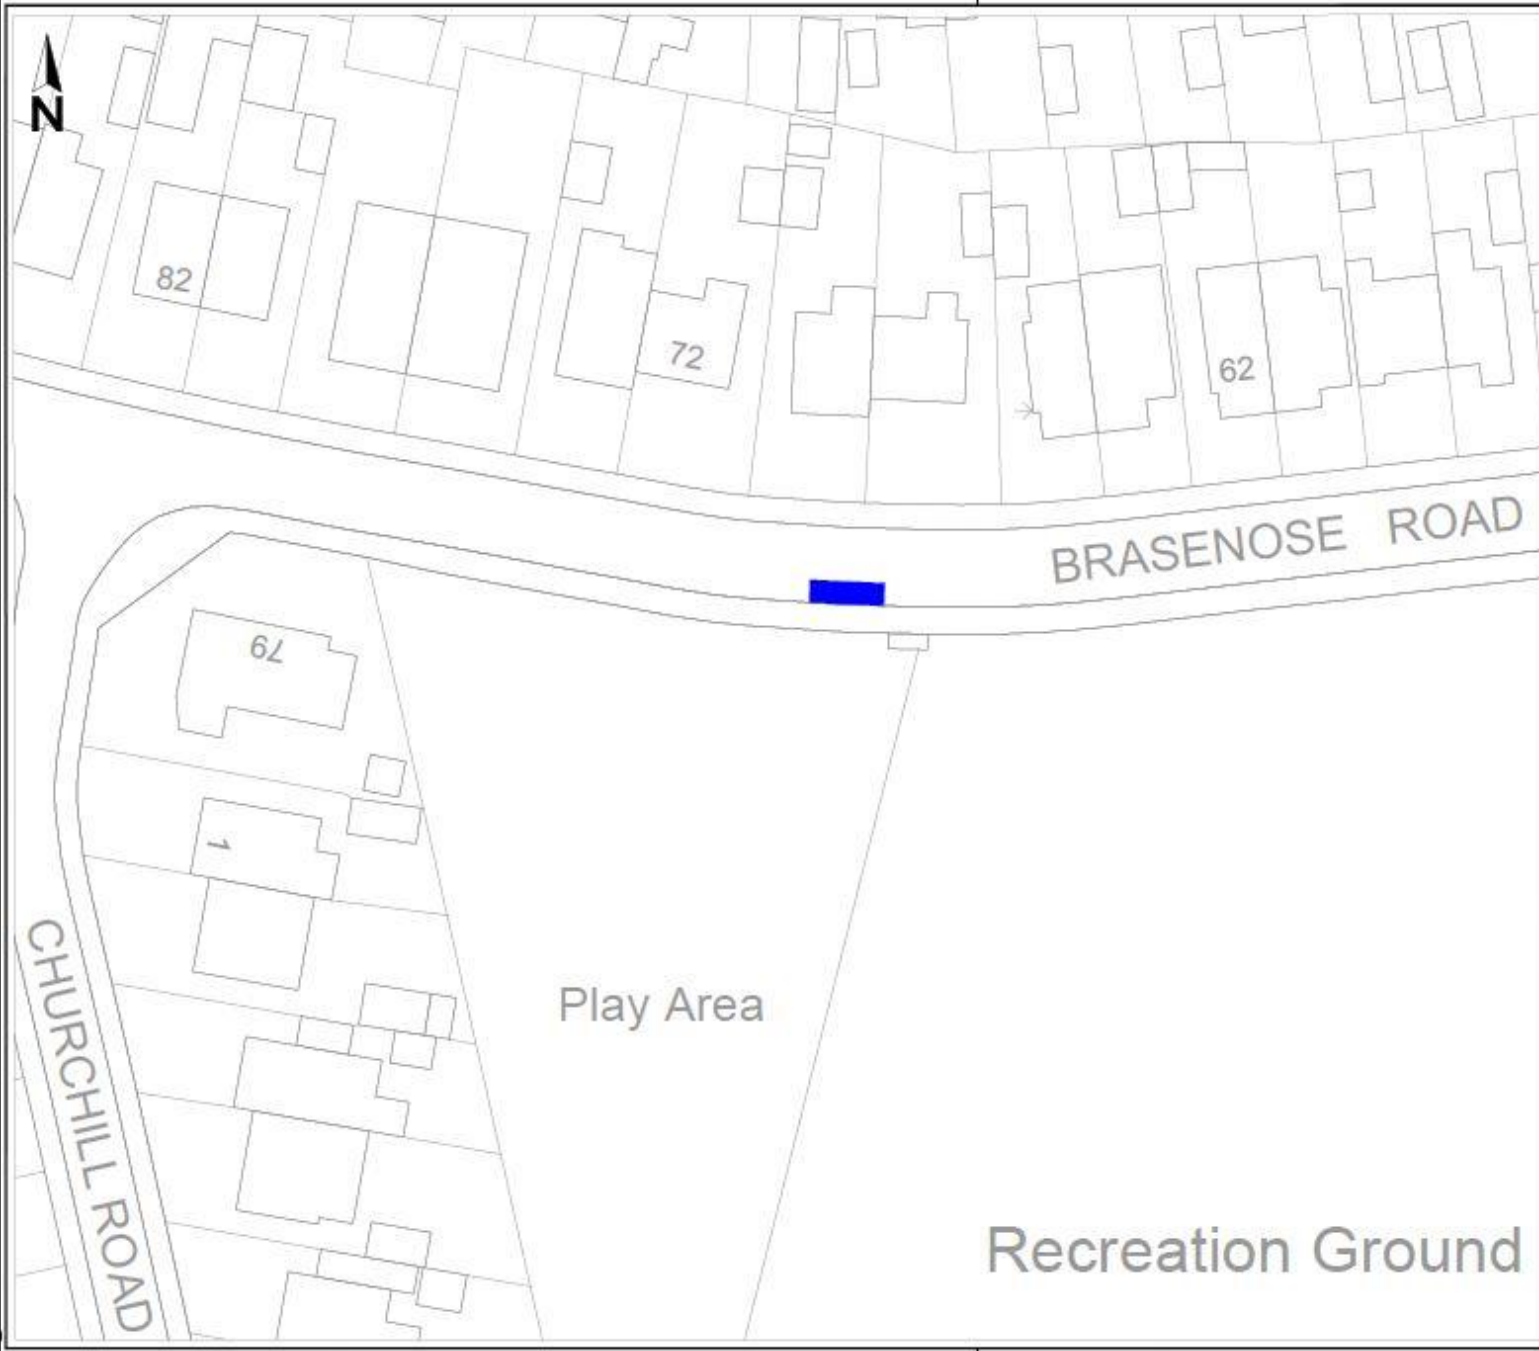 N
82
72
62
BRASENOSE ROAD
79
1
CHURCHILL ROAD
Play Area
Recreation Ground